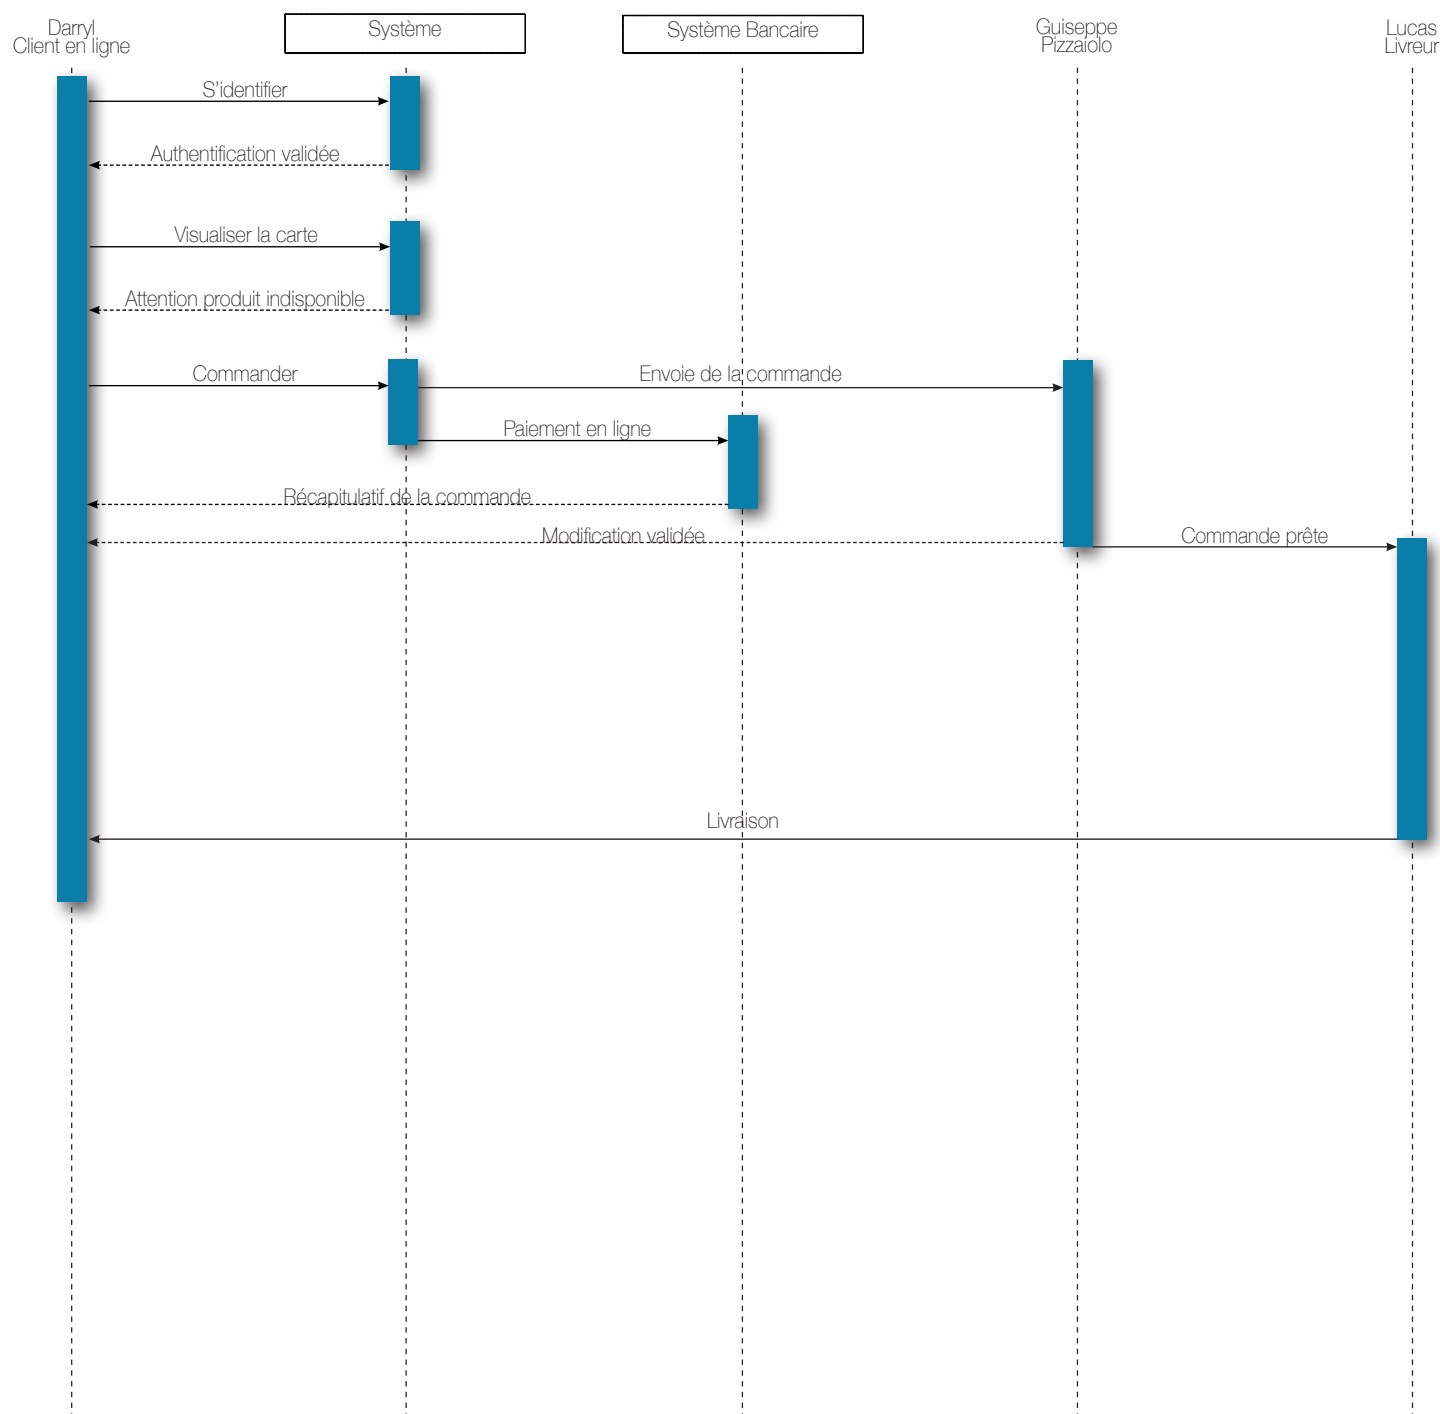 Darryl
Client en ligne
Système
Système Bancaire
Guiseppe
Pizzaiolo
Lucas
Livreur
S'identifier
Authentification validée
Visualiser la carte
Attention produit indisponible
Commander
Envoie de la commande
Paiement en ligne
Récapitulatif de la commande
Modification validée
Commande prête
Livraison